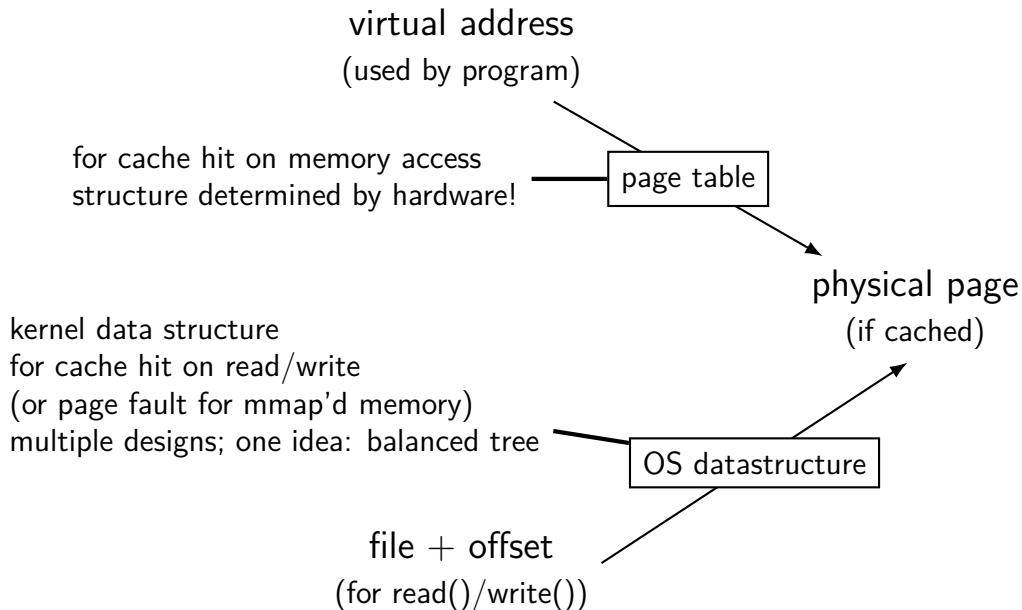 virtual address
(used by program)
for cache hit on memory access
structure determined by hardware!
page table
physical page
(if cached)
kernel data structure
for cache hit on read/write
(or page fault for mmap'd memory)
multiple designs; one idea: balanced tree
OS datastructure
file + offset
(for read()/write())